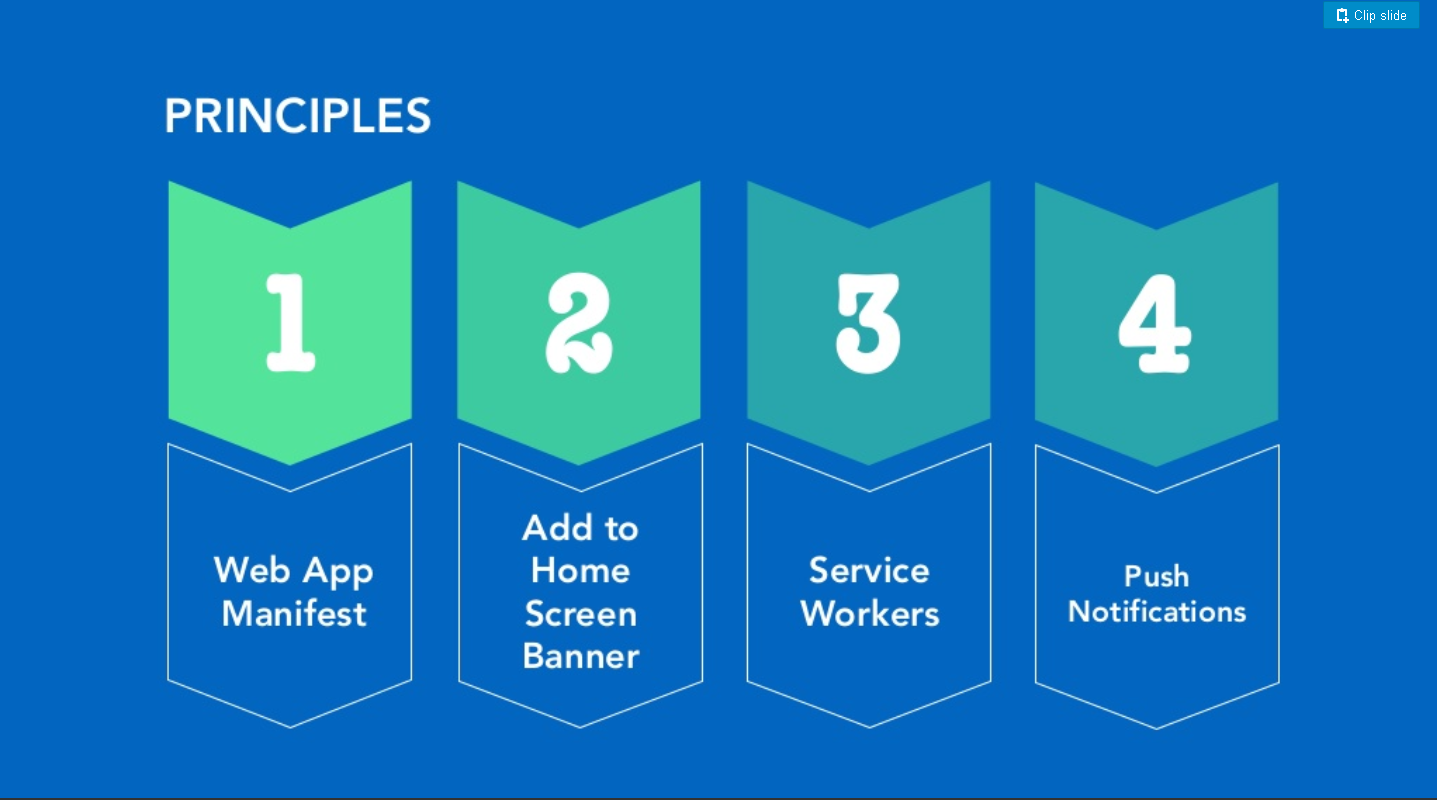 Clip slide
PRINCIPLES
1
2
3
4
Web App
Manifest
Add to
Home
Screen
Banner
Service
Workers
Push
Notifications